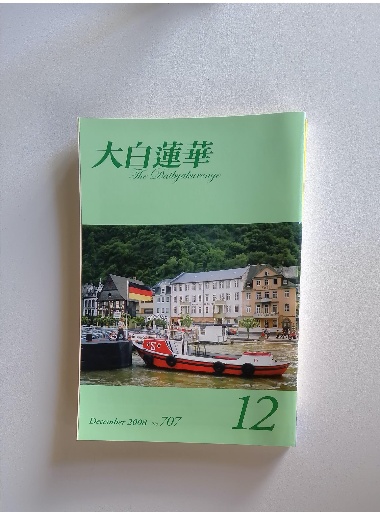 大白蓮華
The Daibyakurenge
December 2008 No. 707
12